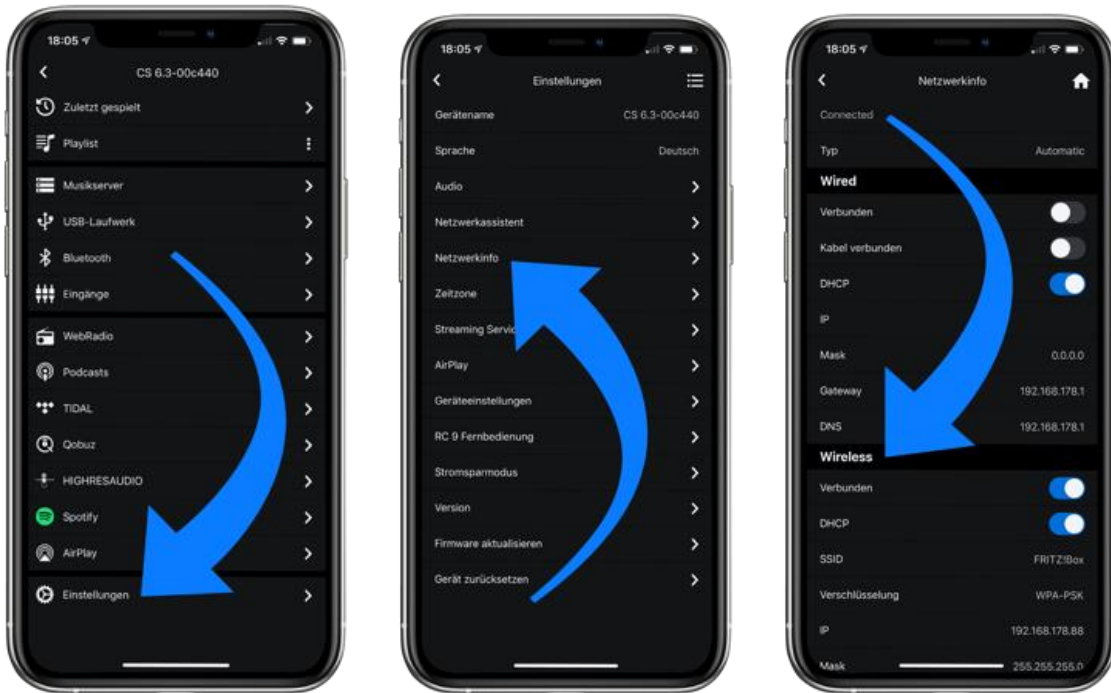 18:05
CS 6.3-00c440
Zuletzt gespielt
Playlist
Musikserver
USB-Laufwerk
Bluetooth
Eingänge
WebRadio
Podcasts
TIDAL
Qobuz
HIGHRESAUDIO
Spotify
AirPlay
Einstellungen
18:05
Einstellungen
Gerätename CS 6.3-00c440
Sprache Deutsch
Audio
Netzwerkassistent
Netzwerkinfo
Zeitzone
Streaming Servic
AirPlay
Geräteeinstellungen
RC 9 Fernbedienung
Stromsparmodus
Version
Firmware aktualisieren
Gerät zurücksetzen
18:05
Netzwerkinfo
Connected
Typ Automatic
Wired
Verbunden
Kabel verbunden
DHCP
IP
Mask 0.0.0.0
Gateway 192.168.178.1
DNS 192.168.178.1
Wireless
Verbunden
DHCP
SSID FRITZ!Box
Verschlüsselung WPA-PSK
IP 192.168.178.88
Mask 255.255.255.0